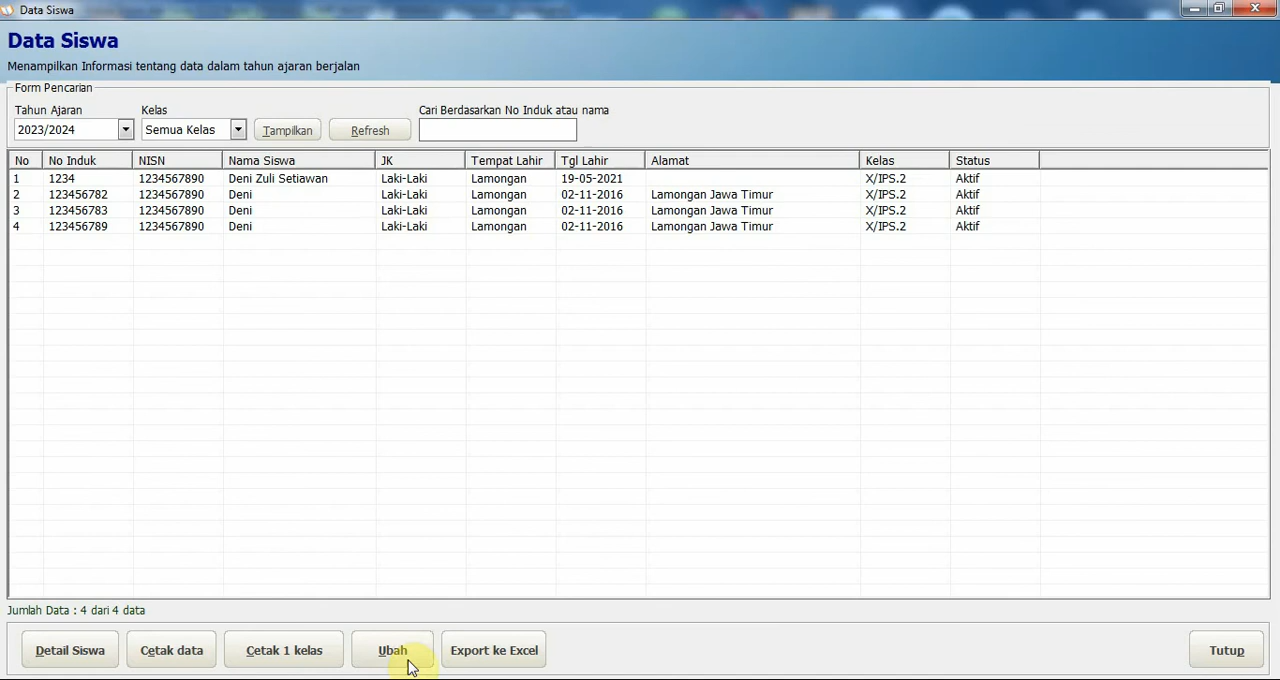 Data Siswa
Data Siswa
Menampilkan Informasi tentang data dalam tahun ajaran berjalan
Form Pencarian
Tahun Ajaran Kelas Cari Berdasarkan No Induk atau nama
2023/2024 Semua Kelas Tampilkan Refresh
No No Induk NISN Nama Siswa JK Tempat Lahir Tgl Lahir Alamat Kelas Status
1 1234 1234567890 Deni Zuli Setiawan Laki-Laki Lamongan 19-05-2021 X/IPS.2 Aktif
2 123456782 1234567890 Deni Laki-Laki Lamongan 02-11-2016 Lamongan Jawa Timur X/IPS.2 Aktif
3 123456783 1234567890 Deni Laki-Laki Lamongan 02-11-2016 Lamongan Jawa Timur X/IPS.2 Aktif
4 123456789 1234567890 Deni Laki-Laki Lamongan 02-11-2016 Lamongan Jawa Timur X/IPS.2 Aktif
Jumlah Data : 4 dari 4 data
Detail Siswa Cetak data Cetak 1 kelas Ubah Export ke Excel Tutup